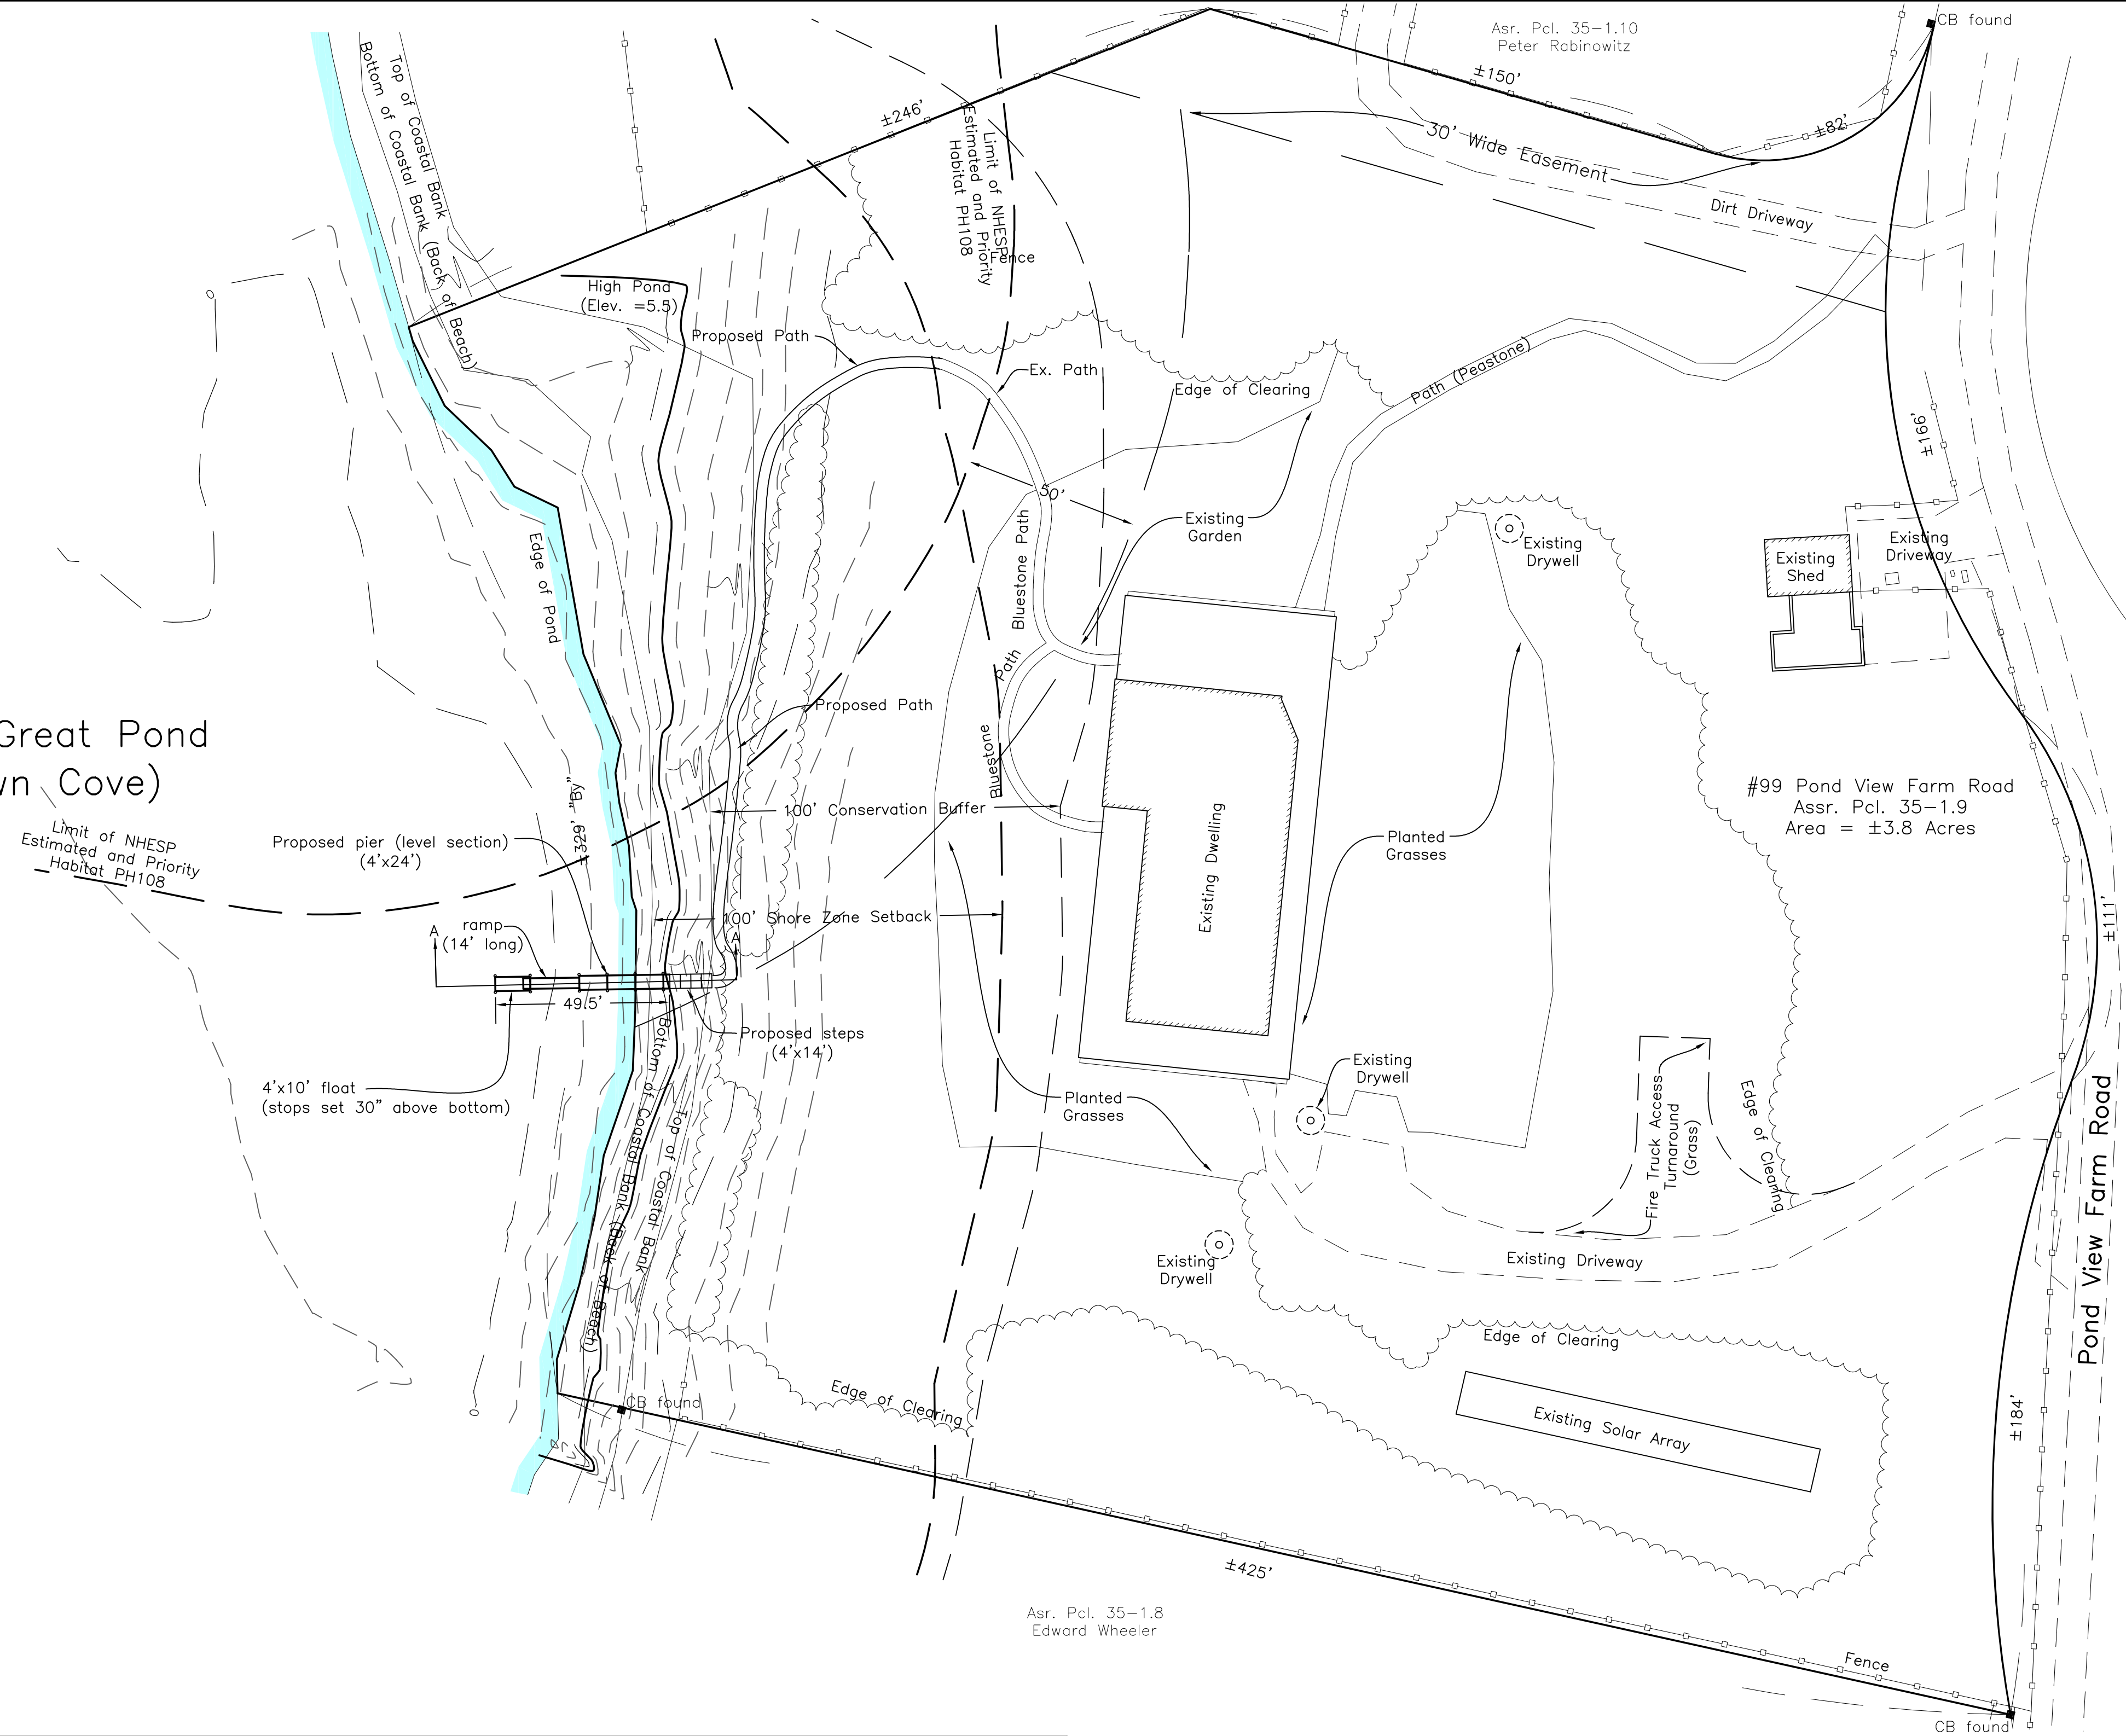 Asr. Pcl. 35-1.10
Peter Rabinowitz
CB found
±150'
±82'
±246'
30' Wide Easement
Dirt Driveway
Top of Coastal Bank
Bottom of Coastal Bank (Back of Beach)
Limit of NHESP
Estimated and Priority
Habitat PH108
Fence
High Pond
(Elev. =5.5)
Proposed Path
Ex. Path
Edge of Clearing
Path (Peastone)
±166'
50'
Existing
Garden
Existing
Drywell
Existing
Shed
Existing
Driveway
Edge of Pond
Bluestone Path
Bluestone Path
Proposed Path
Great Pond
wn Cove)
Limit of NHESP
Estimated and Priority
Habitat PH108
±329' "By"
Proposed pier (level section)
(4'x24')
100' Conservation Buffer
Existing Dwelling
Planted
Grasses
#99 Pond View Farm Road
Assr. Pcl. 35-1.9
Area = ±3.8 Acres
±111'
100' Shore Zone Setback
A
ramp
(14' long)
A
49.5'
Proposed steps
(4'x14')
4'x10' float
(stops set 30" above bottom)
Bottom of Coastal Bank (Back of Beach)
Top of Coastal Bank
Planted
Grasses
Existing
Drywell
Fire Truck Access
Turnaround
(Grass)
Edge of Clearing
Pond View Farm Road
Existing
Drywell
Existing Driveway
Edge of Clearing
Edge of Clearing
CB found
Existing Solar Array
±184'
±425'
Asr. Pcl. 35-1.8
Edward Wheeler
Fence
CB found